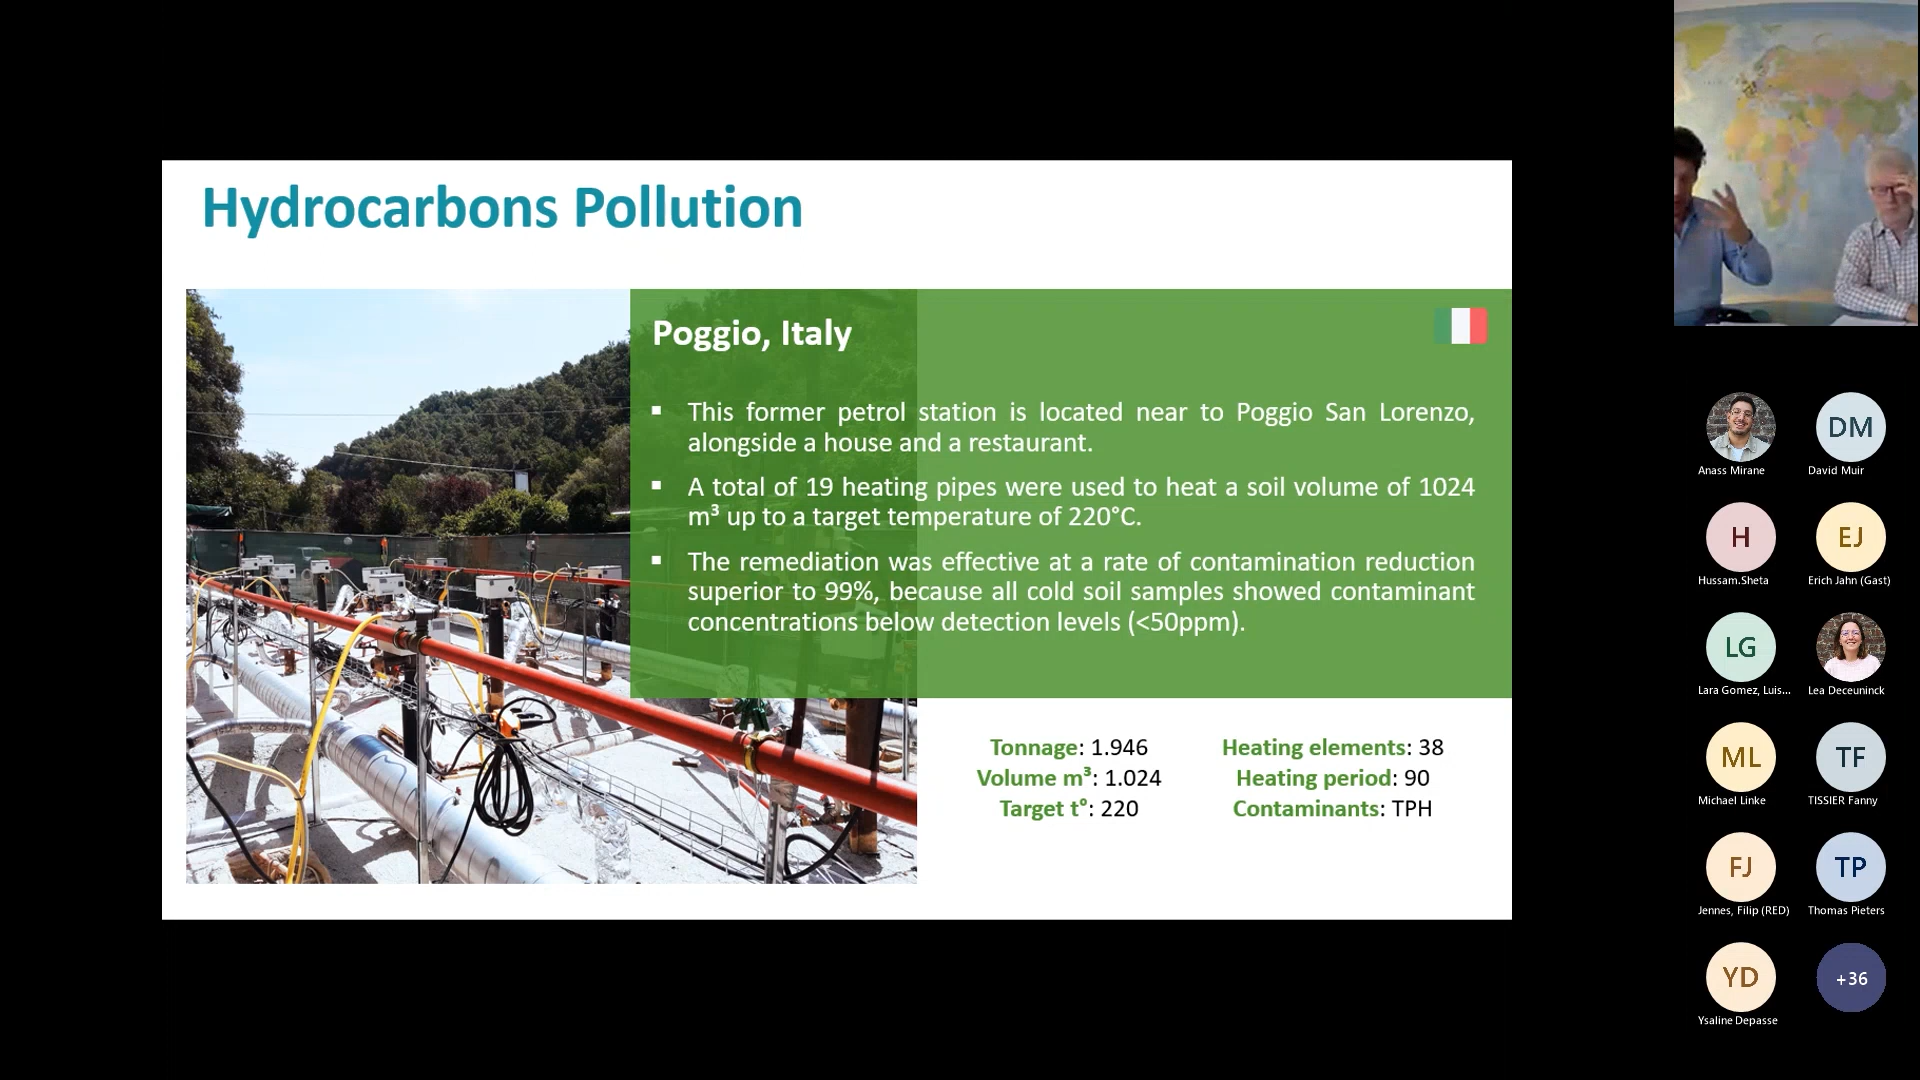 Hydrocarbons Pollution
Poggio, Italy
▪ This former petrol station is located near to Poggio San Lorenzo,
alongside a house and a restaurant.
▪ A total of 19 heating pipes were used to heat a soil volume of 1024
m³ up to a target temperature of 220°C.
▪ The remediation was effective at a rate of contamination reduction
superior to 99%, because all cold soil samples showed contaminant
concentrations below detection levels (<50ppm).
Tonnage: 1.946
Volume m³: 1.024
Target t°: 220
Heating elements: 38
Heating period: 90
Contaminants: TPH
Anass Mirane
DM
David Muir
H
Hussam.Sheta
EJ
Erich Jahn (Gast)
LG
Lara Gomez, Luis...
Lea Deceuninck
ML
Michael Linke
TF
TISSIER Fanny
FJ
Jennes, Filip (RED)
TP
Thomas Pieters
YD
Ysaline Depasse
+36